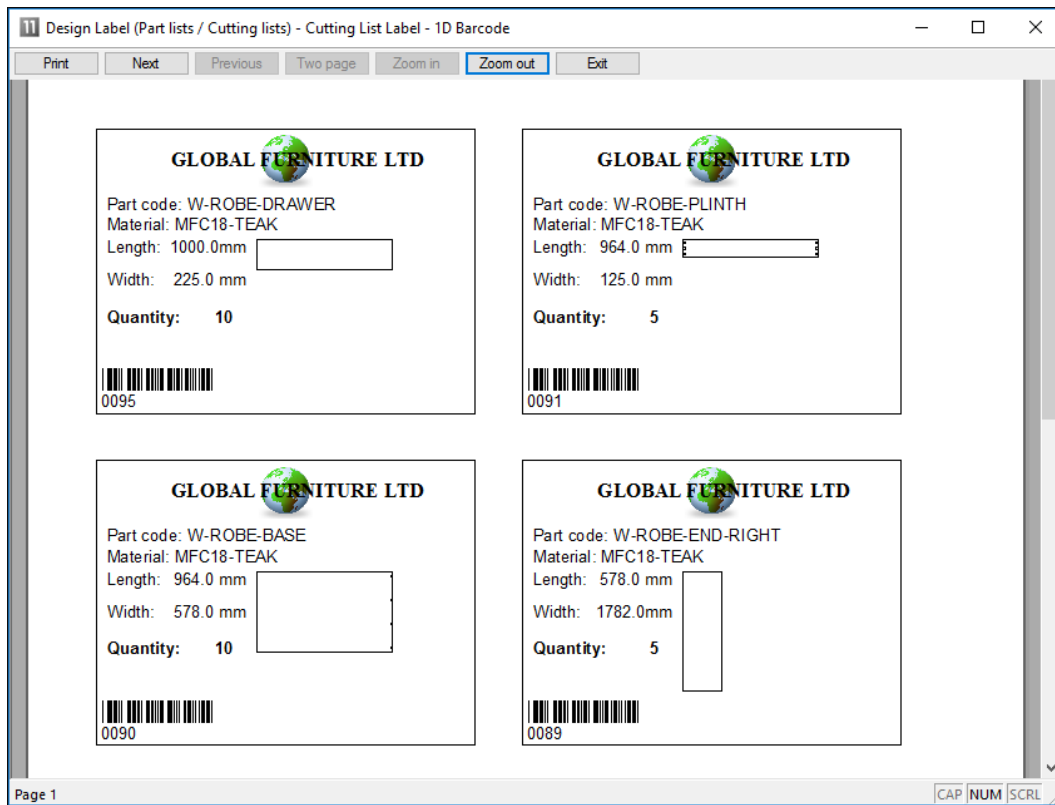 Design Label (Part lists / Cutting lists) - Cutting List Label - 1D Barcode
Print Next Previous Two page Zoom in Zoom out Exit
GLOBAL FURNITURE LTD
Part code: W-ROBE-DRAWER
Material: MFC18-TEAK
Length: 1000.0mm
Width: 225.0 mm
Quantity: 10
0095
GLOBAL FURNITURE LTD
Part code: W-ROBE-PLINTH
Material: MFC18-TEAK
Length: 964.0 mm
Width: 125.0 mm
Quantity: 5
0091
GLOBAL FURNITURE LTD
Part code: W-ROBE-BASE
Material: MFC18-TEAK
Length: 964.0 mm
Width: 578.0 mm
Quantity: 10
0090
GLOBAL FURNITURE LTD
Part code: W-ROBE-END-RIGHT
Material: MFC18-TEAK
Length: 578.0 mm
Width: 1782.0mm
Quantity: 5
0089
Page 1 CAP NUM SCRL